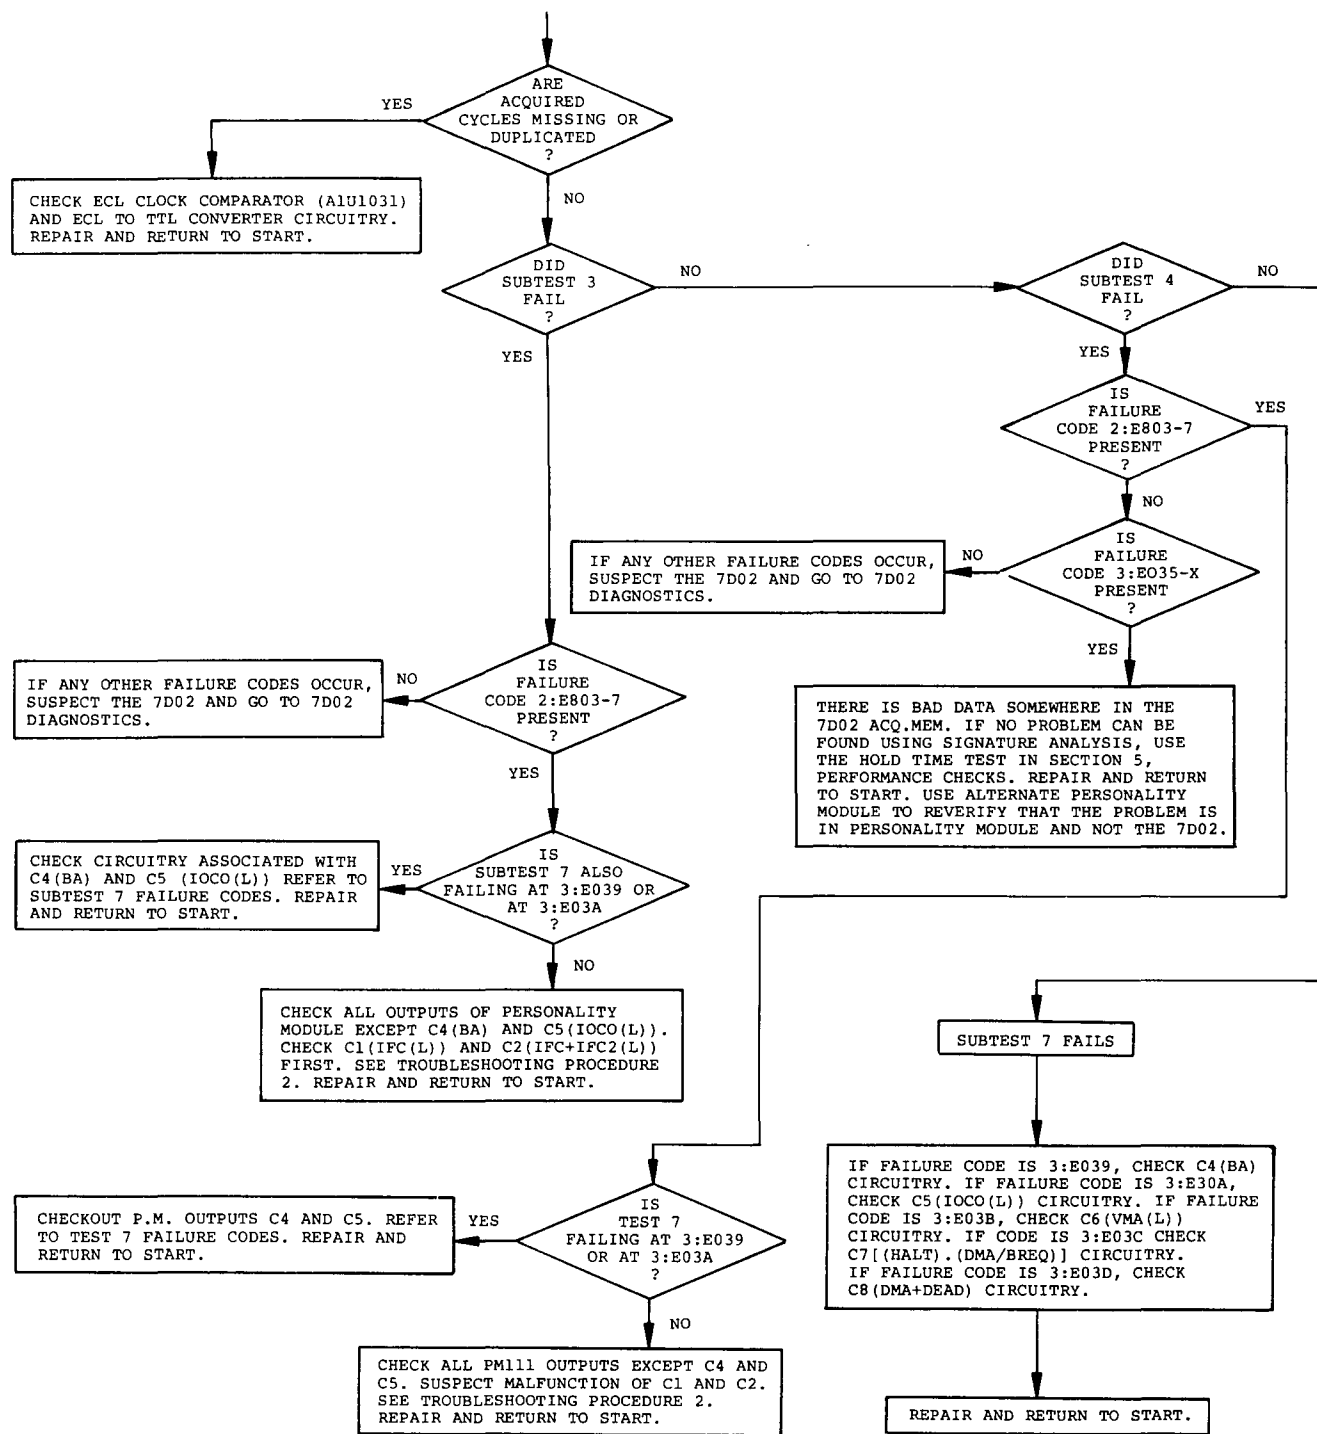 ARE
ACQUIRED
CYCLES MISSING OR
DUPLICATED
?
YES
NO
CHECK ECL CLOCK COMPARATOR (A1U1031)
AND ECL TO TTL CONVERTER CIRCUITRY.
REPAIR AND RETURN TO START.
DID
SUBTEST 3
FAIL
?
NO
YES
DID
SUBTEST 4
FAIL
?
NO
YES
IS
FAILURE
CODE 2:E803-7
PRESENT
?
YES
NO
IS
FAILURE
CODE 3:EO35-X
PRESENT
?
NO
YES
IF ANY OTHER FAILURE CODES OCCUR,
SUSPECT THE 7D02 AND GO TO 7D02
DIAGNOSTICS.
THERE IS BAD DATA SOMEWHERE IN THE
7D02 ACQ.MEM. IF NO PROBLEM CAN BE
FOUND USING SIGNATURE ANALYSIS, USE
THE HOLD TIME TEST IN SECTION 5,
PERFORMANCE CHECKS. REPAIR AND RETURN
TO START. USE ALTERNATE PERSONALITY
MODULE TO REVERIFY THAT THE PROBLEM IS
IN PERSONALITY MODULE AND NOT THE 7D02.
IS
FAILURE
CODE 2:E803-7
PRESENT
?
NO
YES
IF ANY OTHER FAILURE CODES OCCUR,
SUSPECT THE 7D02 AND GO TO 7D02
DIAGNOSTICS.
IS
SUBTEST 7 ALSO
FAILING AT 3:E039 OR
AT 3:E03A
?
YES
NO
CHECK CIRCUITRY ASSOCIATED WITH
C4(BA) AND C5 (IOCO(L)) REFER TO
SUBTEST 7 FAILURE CODES. REPAIR
AND RETURN TO START.
CHECK ALL OUTPUTS OF PERSONALITY
MODULE EXCEPT C4(BA) AND C5(IOCO(L)).
CHECK C1(IFC(L)) AND C2(IFC+IFC2(L))
FIRST. SEE TROUBLESHOOTING PROCEDURE
2. REPAIR AND RETURN TO START.
SUBTEST 7 FAILS
IF FAILURE CODE IS 3:E039, CHECK C4(BA)
CIRCUITRY. IF FAILURE CODE IS 3:E30A,
CHECK C5(IOCO(L)) CIRCUITRY. IF FAILURE
CODE IS 3:E03B, CHECK C6(VMA(L))
CIRCUITRY. IF CODE IS 3:E03C CHECK
C7[(HALT).(DMA/BREQ)] CIRCUITRY.
IF FAILURE CODE IS 3:E03D, CHECK
C8(DMA+DEAD) CIRCUITRY.
REPAIR AND RETURN TO START.
IS
TEST 7
FAILING AT 3:E039
OR AT 3:E03A
?
YES
NO
CHECKOUT P.M. OUTPUTS C4 AND C5. REFER
TO TEST 7 FAILURE CODES. REPAIR AND
RETURN TO START.
CHECK ALL PM111 OUTPUTS EXCEPT C4 AND
C5. SUSPECT MALFUNCTION OF C1 AND C2.
SEE TROUBLESHOOTING PROCEDURE 2.
REPAIR AND RETURN TO START.